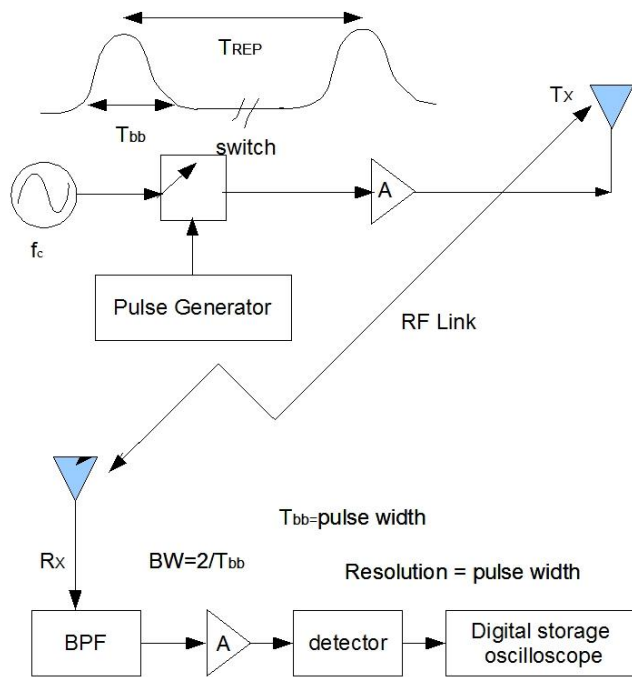 TREP
Tbb
switch
TX
A
fc
Pulse Generator
RF Link
Tbb=pulse width
RX
BW=2/Tbb
Resolution = pulse width
BPF
A
detector
Digital storage
oscilloscope